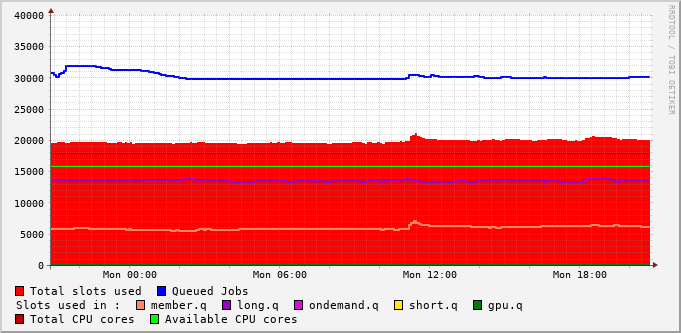 40000
35000
30000
25000
20000
15000
10000
5000
0
Mon 00:00 Mon 06:00 Mon 12:00 Mon 18:00
Total slots used Queued Jobs
Slots used in : member.q long.q ondemand.q short.q gpu.q
Total CPU cores Available CPU cores
RRDTOOL / TOBI OETIKER